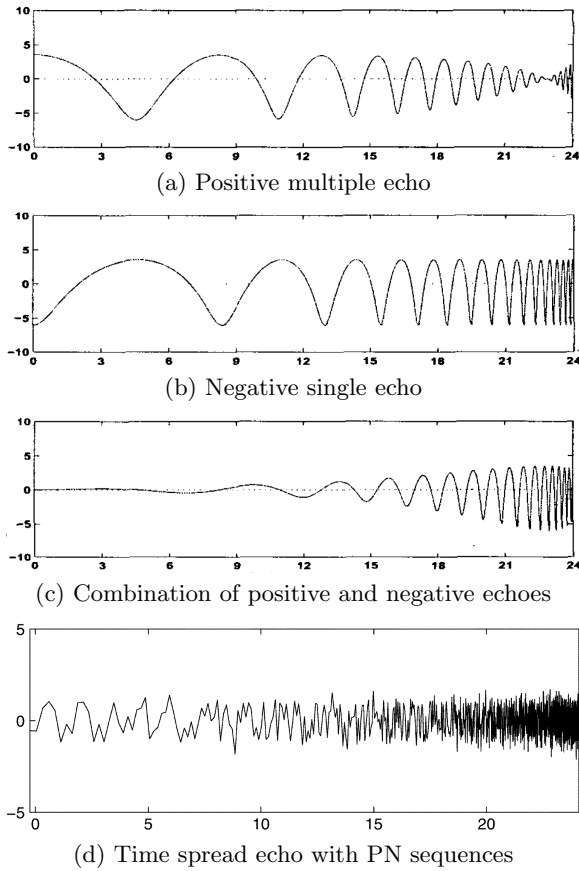 10
5
0
-5
-10
0 3 6 9 12 15 18 21 24
(a) Positive multiple echo
10
5
0
-5
-10
0 3 6 9 12 15 18 21 24
(b) Negative single echo
10
5
0
-5
-10
0 3 6 9 12 15 18 21 24
(c) Combination of positive and negative echoes
5
0
-5
0 5 10 15 20
(d) Time spread echo with PN sequences